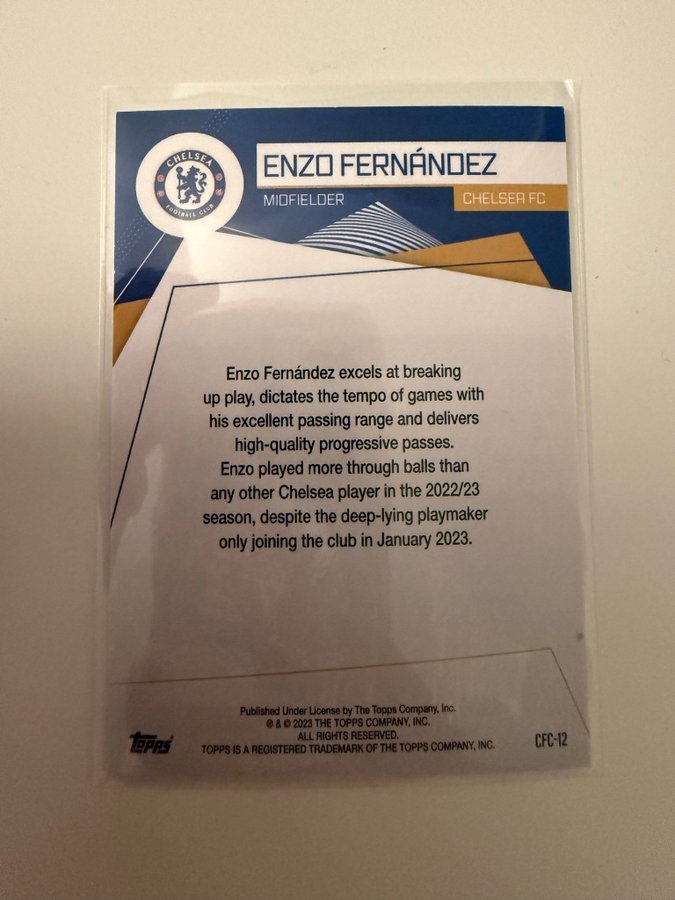 CHELSEA
FOOTBALL CLUB
ENZO FERNÁNDEZ
MIDFIELDER
CHELSEA FC
Enzo Fernández excels at breaking
up play, dictates the tempo of games with
his excellent passing range and delivers
high-quality progressive passes.
Enzo played more through balls than
any other Chelsea player in the 2022/23
season, despite the deep-lying playmaker
only joining the club in January 2023.
Published Under License by The Topps Company, Inc.
® & © 2023 THE TOPPS COMPANY, INC.
ALL RIGHTS RESERVED.
TOPPS IS A REGISTERED TRADEMARK OF THE TOPPS COMPANY, INC.
Topps
CFC-12